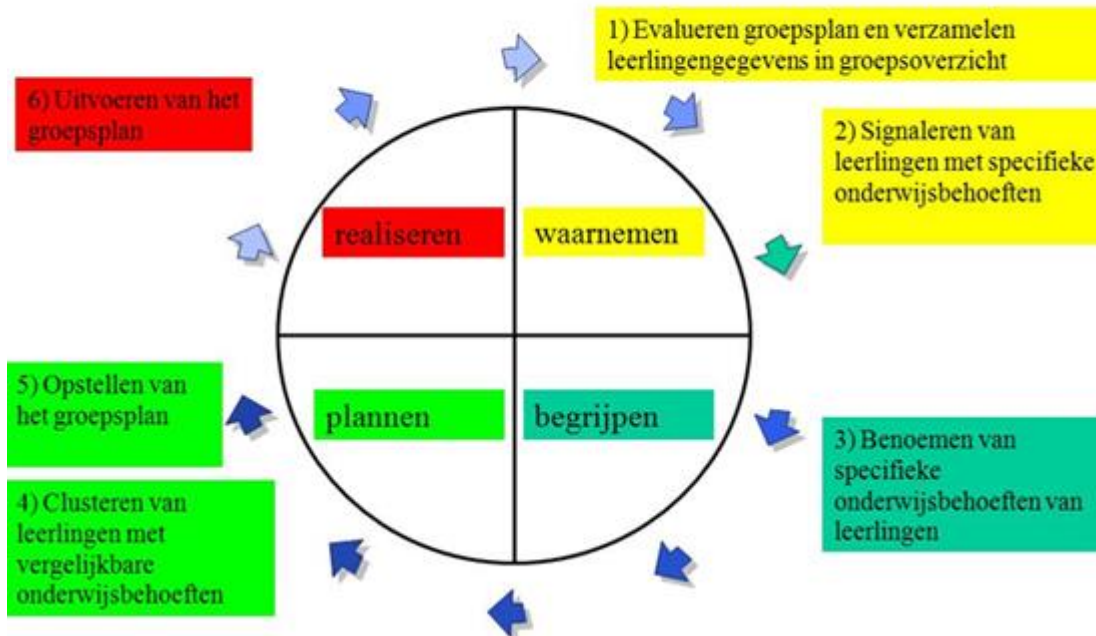 1) Evalueren groepsplan en verzamelen
leerlingengegevens in groepsoverzicht
2) Signaleren van
leerlingen met specifieke
onderwijsbehoeften
3) Benoemen van
specifieke
onderwijsbehoeften van
leerlingen
4) Clusteren van
leerlingen met
vergelijkbare
onderwijsbehoeften
5) Opstellen van
het groepsplan
6) Uitvoeren van het
groepsplan
realiseren
waarnemen
plannen
begrijpen